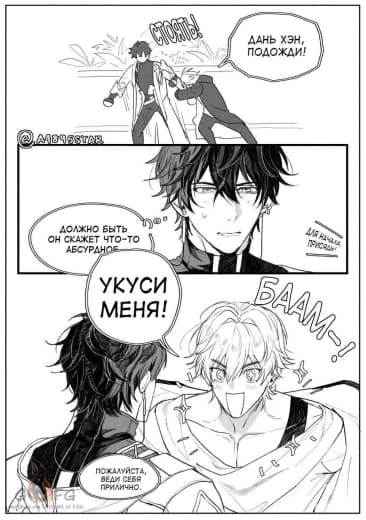 СТОЯТЬ!
ДАНЬ ХЭН,
ПОДОЖДИ!
@A1895STAR
ДОЛЖНО БЫТЬ
ОН СКАЖЕТ ЧТО-ТО
АБСУРДНОЕ
ДЛЯ НАЧАЛА,
ПРИСЯДЬ!
УКУСИ
МЕНЯ!
БААМ~!
ПОЖАЛУЙСТА,
ВЕДИ СЕБЯ
ПРИЛИЧНО.